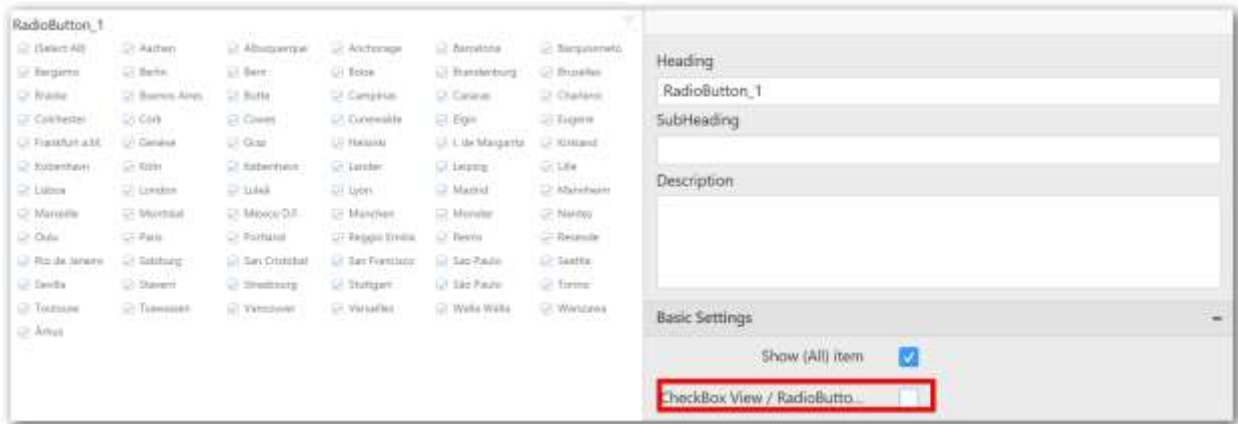 RadioButton_1
(Select All) Aachen Albuquerque Anchorage Barcelona Barquisimeto
Bergamo Berlin Bern Boise Brandenburg Bruxelles
Bräcke Buenos Aires Butte Campinas Caracas Charleroi
Colchester Cork Cowes Cunewalde Elgin Eugene
Frankfurt a.M. Genève Graz Helsinki I. de Margarita Kirkland
Kobenhavn Köln København Lander Leipzig Lille
Lisboa London Luleå Lyon Madrid Mannheim
Marseille Montréal México D.F. München Münster Nantes
Oulu Paris Portland Reggio Emilia Reims Resende
Rio de Janeiro Salzburg San Cristóbal San Francisco Sao Paulo Seattle
Sevilla Stavern Strasbourg Stuttgart São Paulo Torino
Toulouse Tsawassen Vancouver Versailles Walla Walla Warszawa
Århus
Heading
RadioButton_1
SubHeading
Description
Basic Settings
Show (All) item
CheckBox View / RadioButto...